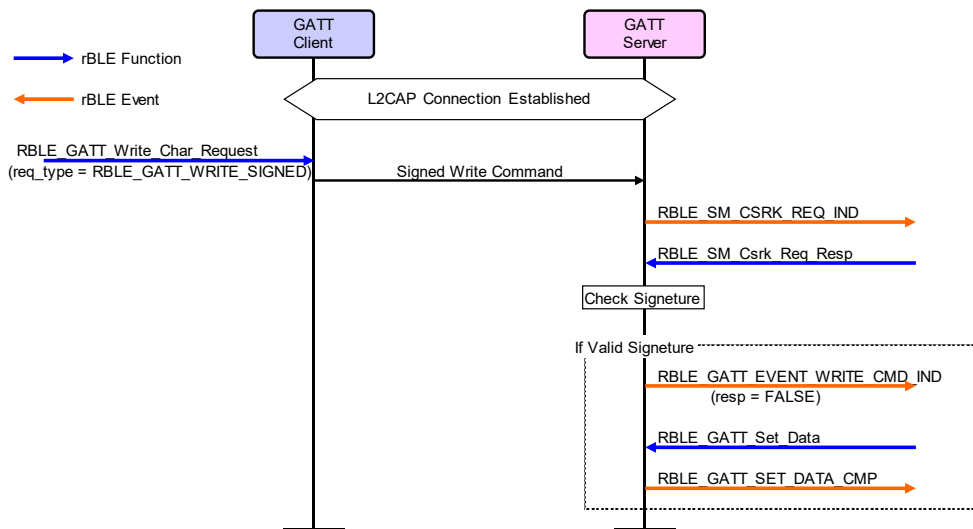 GATT
Client
GATT
Server
rBLE Function
rBLE Event
L2CAP Connection Established
RBLE_GATT_Write_Char_Request
(req_type = RBLE_GATT_WRITE_SIGNED)
Signed Write Command
RBLE_SM_CSRK_REQ_IND
RBLE_SM_Csrk_Req_Resp
Check Signeture
If Valid Signeture
RBLE_GATT_EVENT_WRITE_CMD_IND
(resp = FALSE)
RBLE_GATT_Set_Data
RBLE_GATT_SET_DATA_CMP